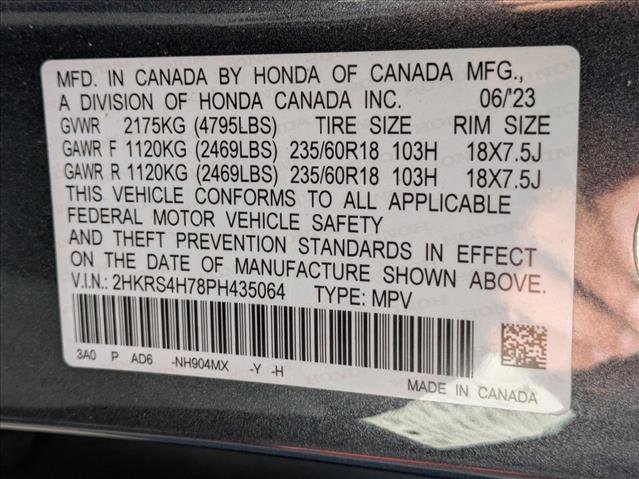 MFD. IN CANADA BY HONDA OF CANADA MFG.,
A DIVISION OF HONDA CANADA INC. 06/'23
GVWR 2175KG (4795LBS) TIRE SIZE RIM SIZE
GAWR F 1120KG (2469LBS) 235/60R18 103H 18X7.5J
GAWR R 1120KG (2469LBS) 235/60R18 103H 18X7.5J
THIS VEHICLE CONFORMS TO ALL APPLICABLE
FEDERAL MOTOR VEHICLE SAFETY
AND THEFT PREVENTION STANDARDS IN EFFECT
ON THE DATE OF MANUFACTURE SHOWN ABOVE.
V.I.N.: 2HKRS4H78PH435064 TYPE: MPV
3A0 P AD6 -NH904MX -Y -H
MADE IN CANADA